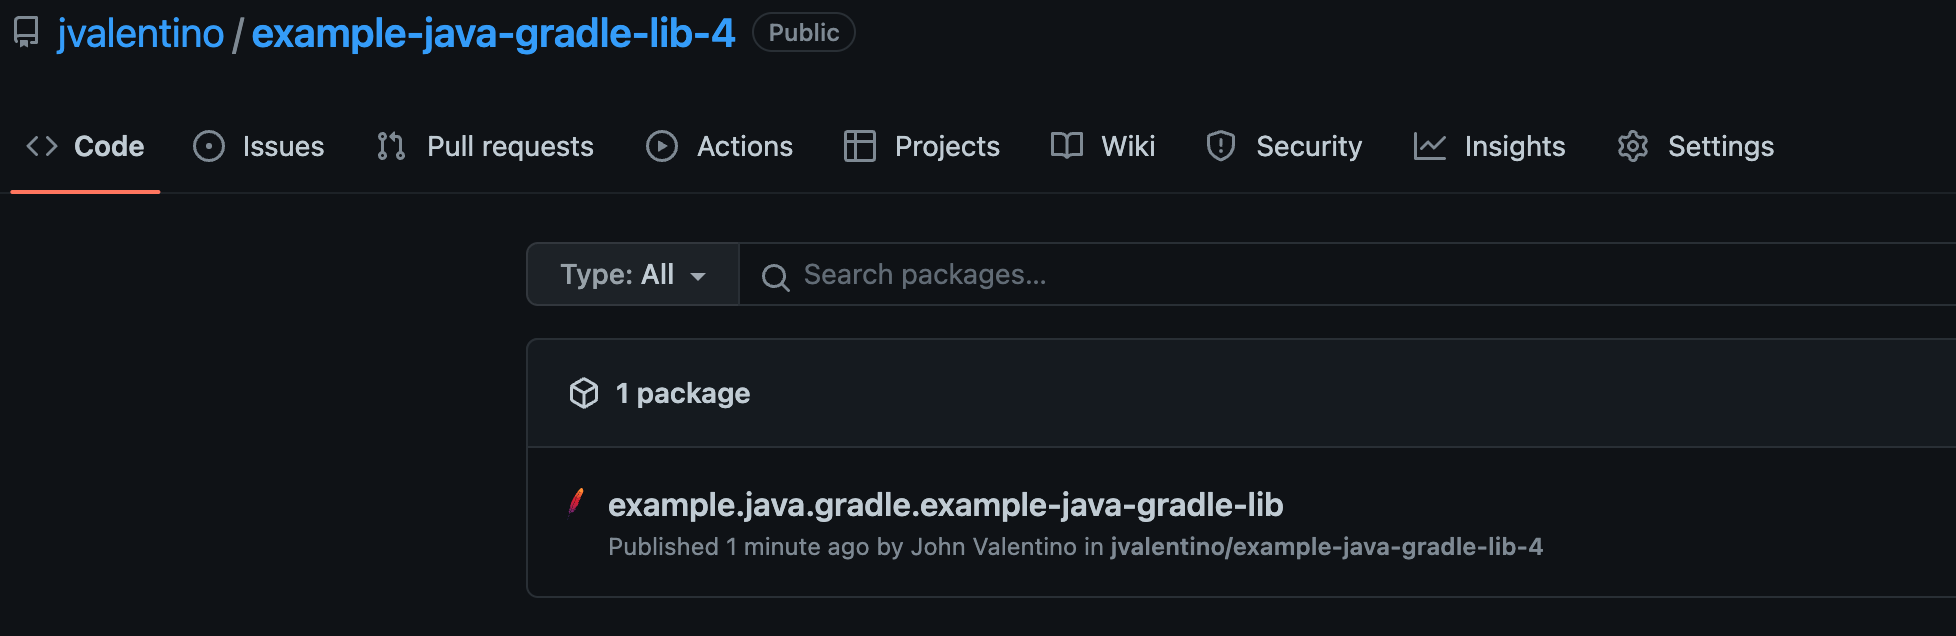 jvalentino / example-java-gradle-lib-4 Public
Code Issues Pull requests Actions Projects Wiki Security Insights Settings
Type: All Search packages...
1 package
example.java.gradle.example-java-gradle-lib
Published 1 minute ago by John Valentino in jvalentino/example-java-gradle-lib-4